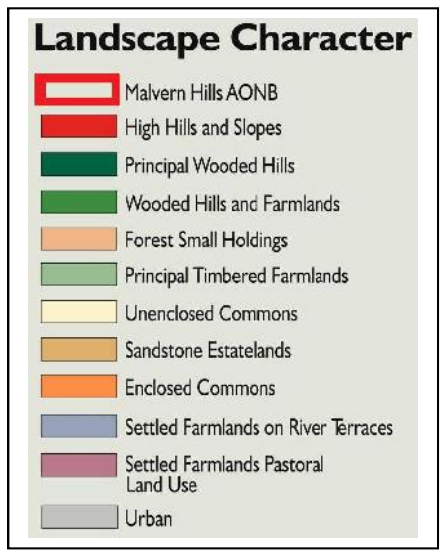 Landscape Character
Malvern Hills AONB
High Hills and Slopes
Principal Wooded Hills
Wooded Hills and Farmlands
Forest Small Holdings
Principal Timbered Farmlands
Unenclosed Commons
Sandstone Estatelands
Enclosed Commons
Settled Farmlands on River Terraces
Settled Farmlands Pastoral
Land Use
Urban